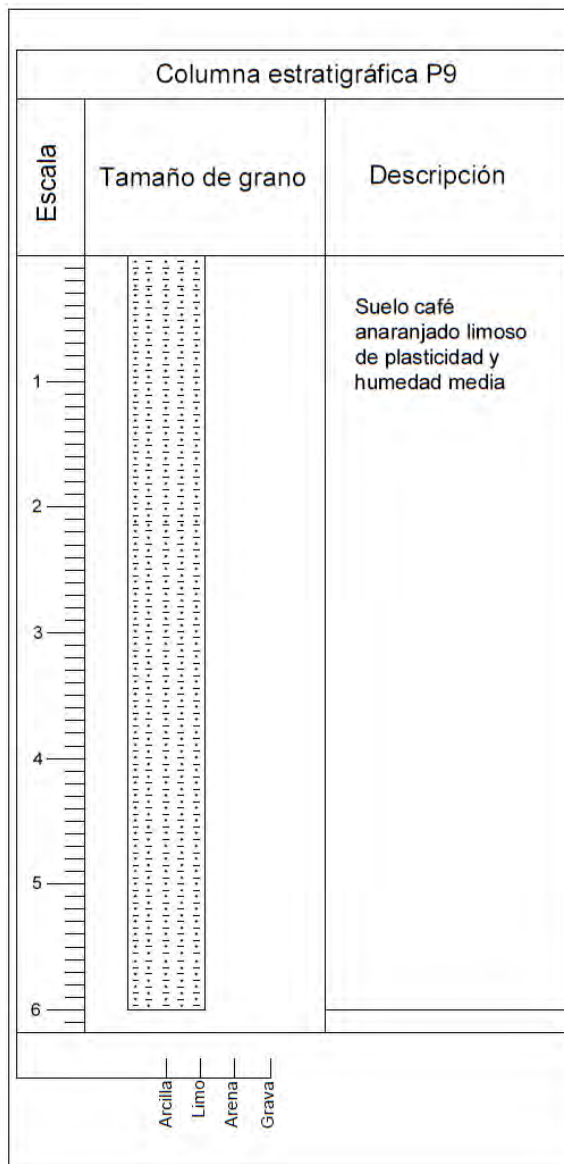 Columna estratigráfica P9
Escala
Tamaño de grano
Descripción
Suelo café
anaranjado limoso
de plasticidad y
humedad media
1
2
3
4
5
6
Arcilla
Limo
Arena
Grava